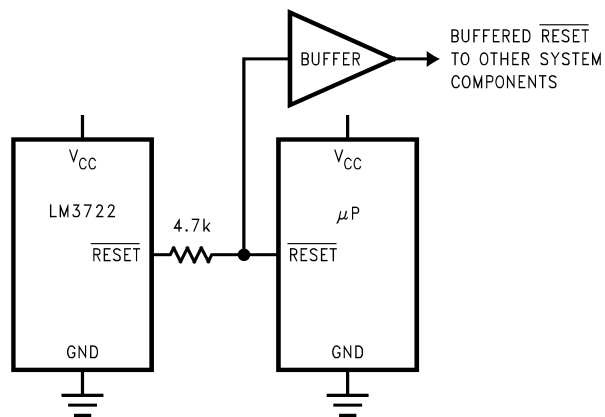 BUFFER
BUFFERED RESET
TO OTHER SYSTEM
COMPONENTS
VCC
LM3722
RESET
GND
4.7k
VCC
μP
RESET
GND